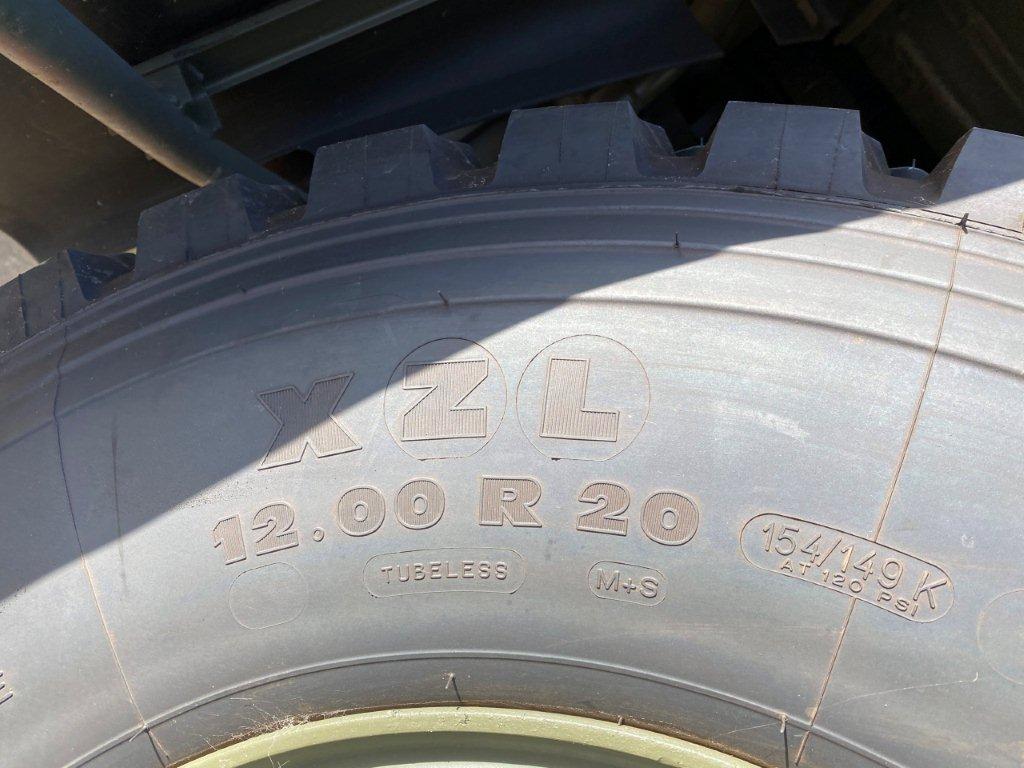 XZL
12.00 R 20
TUBELESS
M+S
154/149 K
AT 120 PSI